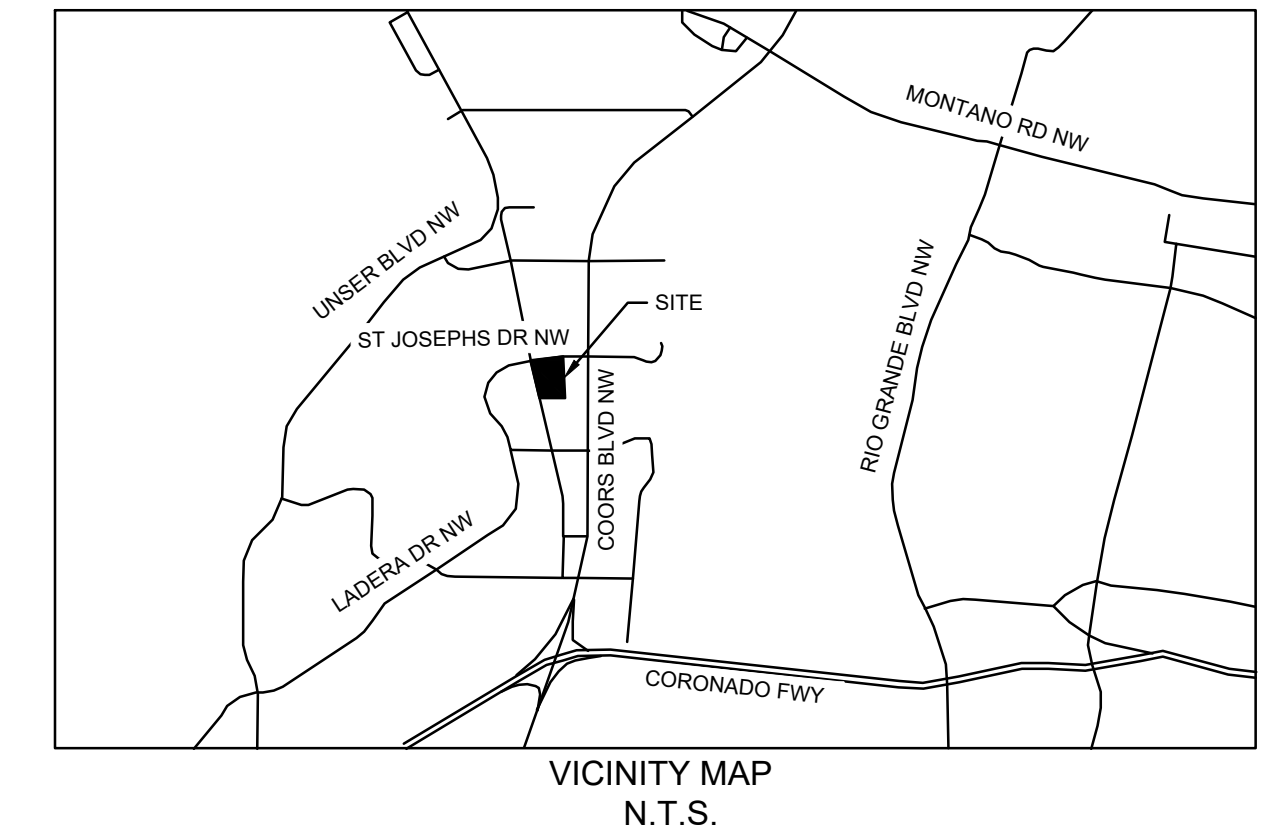 MONTANO RD NW
UNSER BLVD NW
SITE
ST JOSEPHS DR NW
RIO GRANDE BLVD NW
COORS BLVD NW
LADERA DR NW
CORONADO FWY
VICINITY MAP
N.T.S.